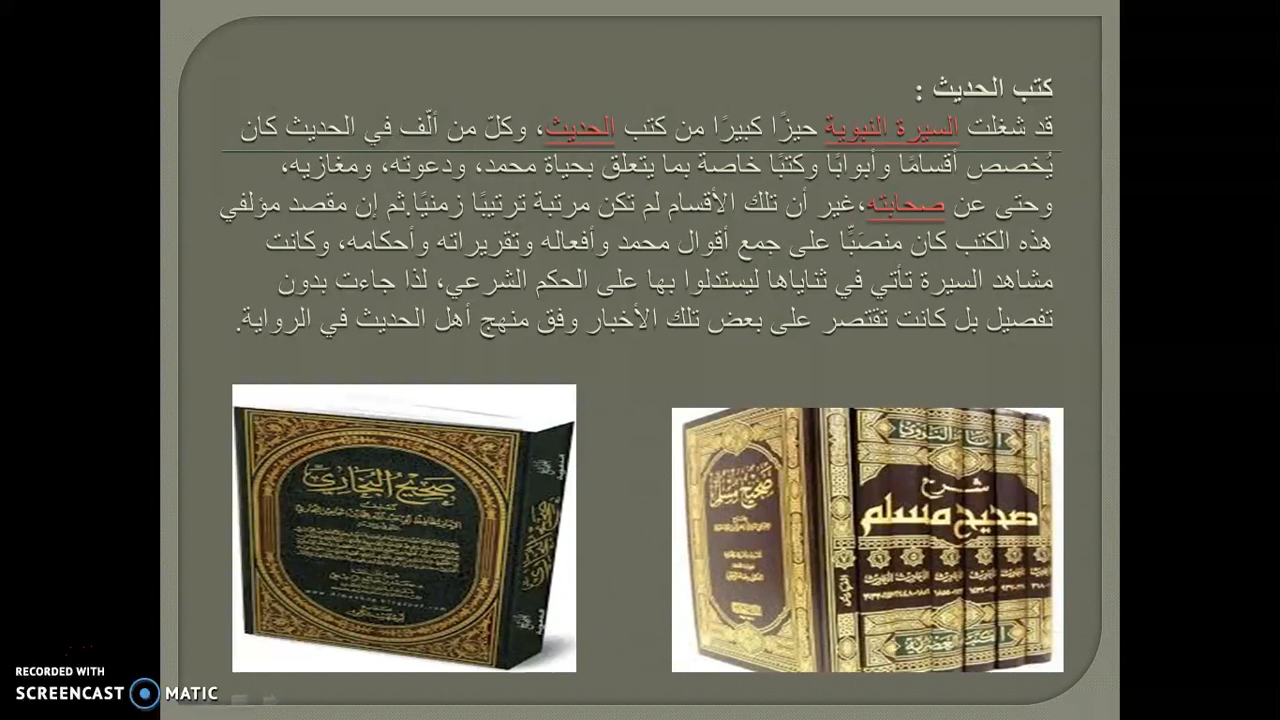 كتب الحديث :
قد شغلت السيرة النبوية حيزًا كبيرًا من كتب الحديث، وكلّ من ألّف في الحديث كان
يُخصص أقسامًا وأبوابًا وكتبًا خاصة بما يتعلق بحياة محمد، ودعوته، ومغازيه،
وحتى عن صحابته،غير أن تلك الأقسام لم تكن مرتبة ترتيبًا زمنيًا.ثم إن مقصد مؤلفي
هذه الكتب كان منصَبًّا على جمع أقوال محمد وأفعاله وتقريراته وأحكامه، وكانت
مشاهد السيرة تأتي في ثناياها ليستدلوا بها على الحكم الشرعي، لذا جاءت بدون
تفصيل بل كانت تقتصر على بعض تلك الأخبار وفق منهج أهل الحديث في الرواية.
صحيح البخاري
صحيح البخاري
صحيح مسلم
شرح
صحيح مسلم
RECORDED WITH
SCREENCAST MATIC